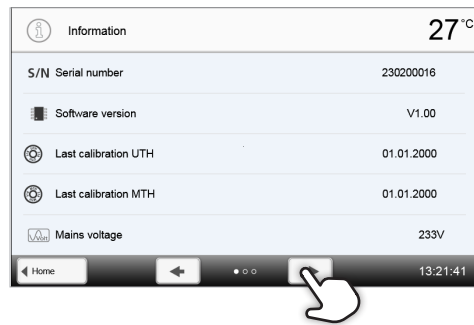 Information 27°C
S/N Serial number 230200016
Software version V1.00
Last calibration UTH 01.01.2000
Last calibration MTH 01.01.2000
Mains voltage 233V
Home 13:21:41